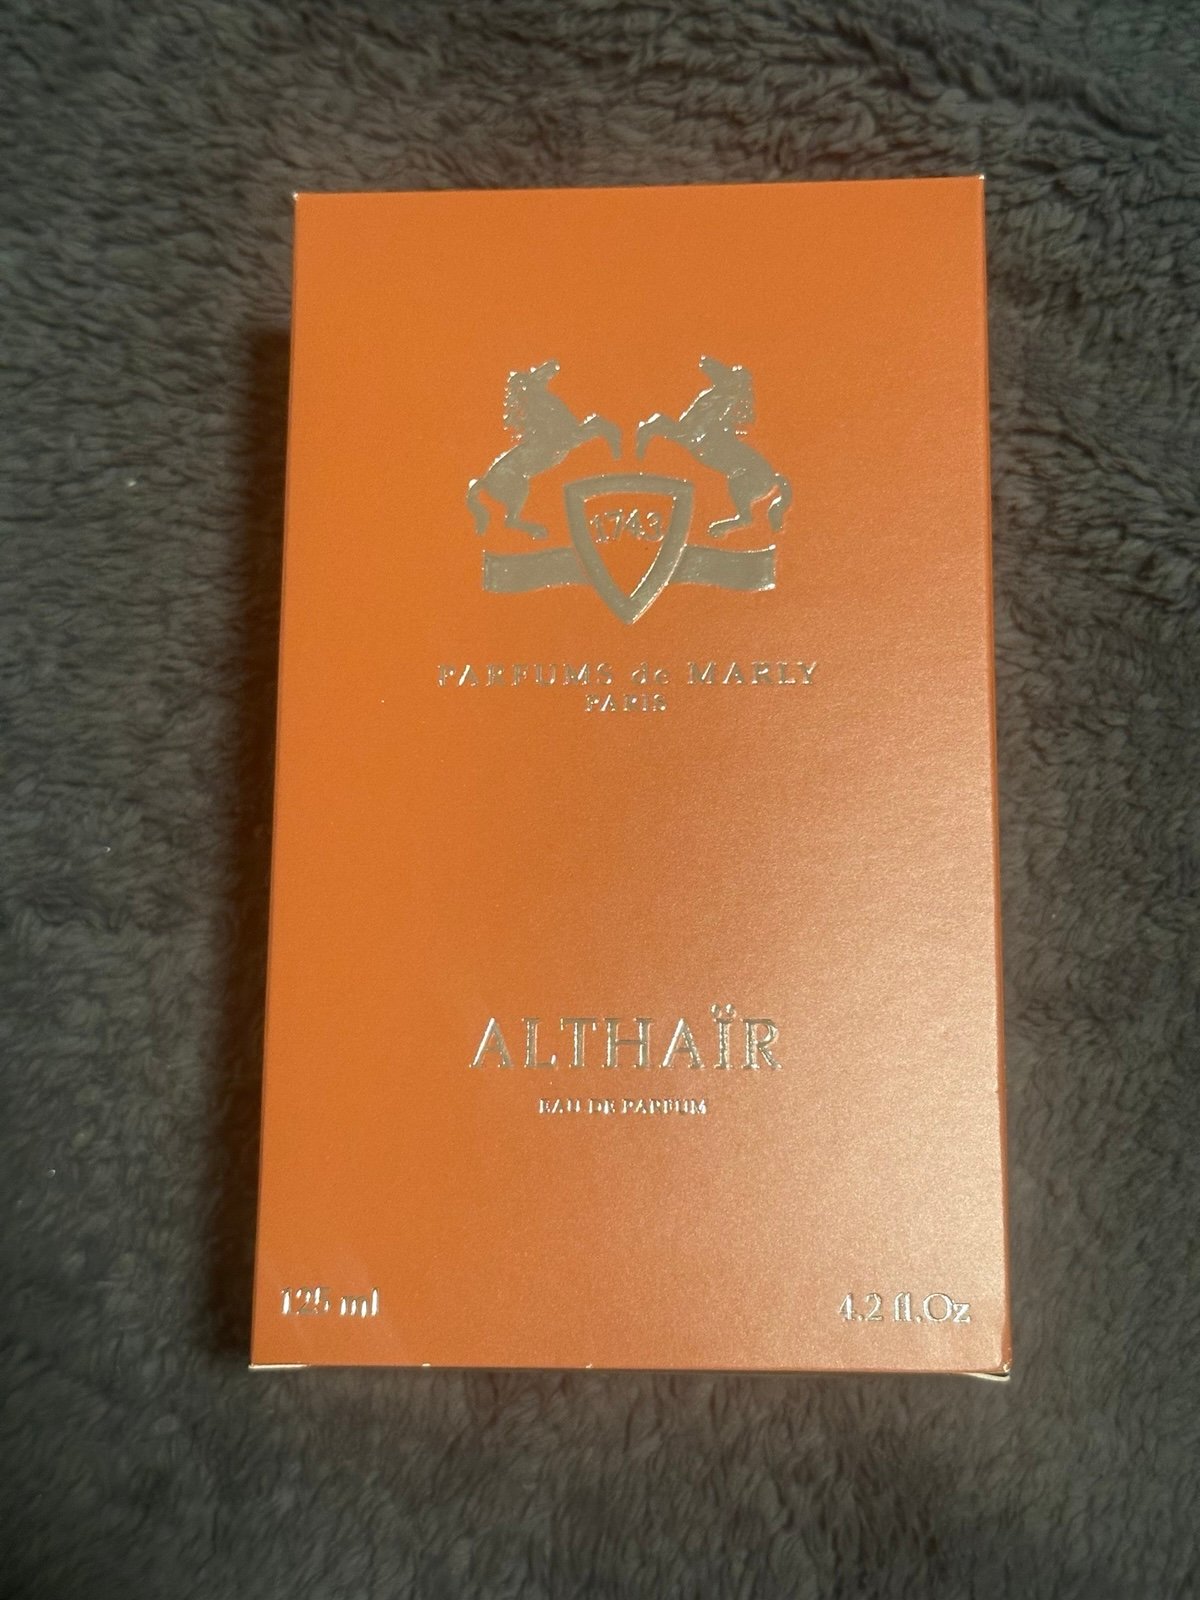 1743
PARFUMS de MARLY
PARIS
ALTHAÏR
EAU DE PARFUM
125 ml
4.2 fl.Oz